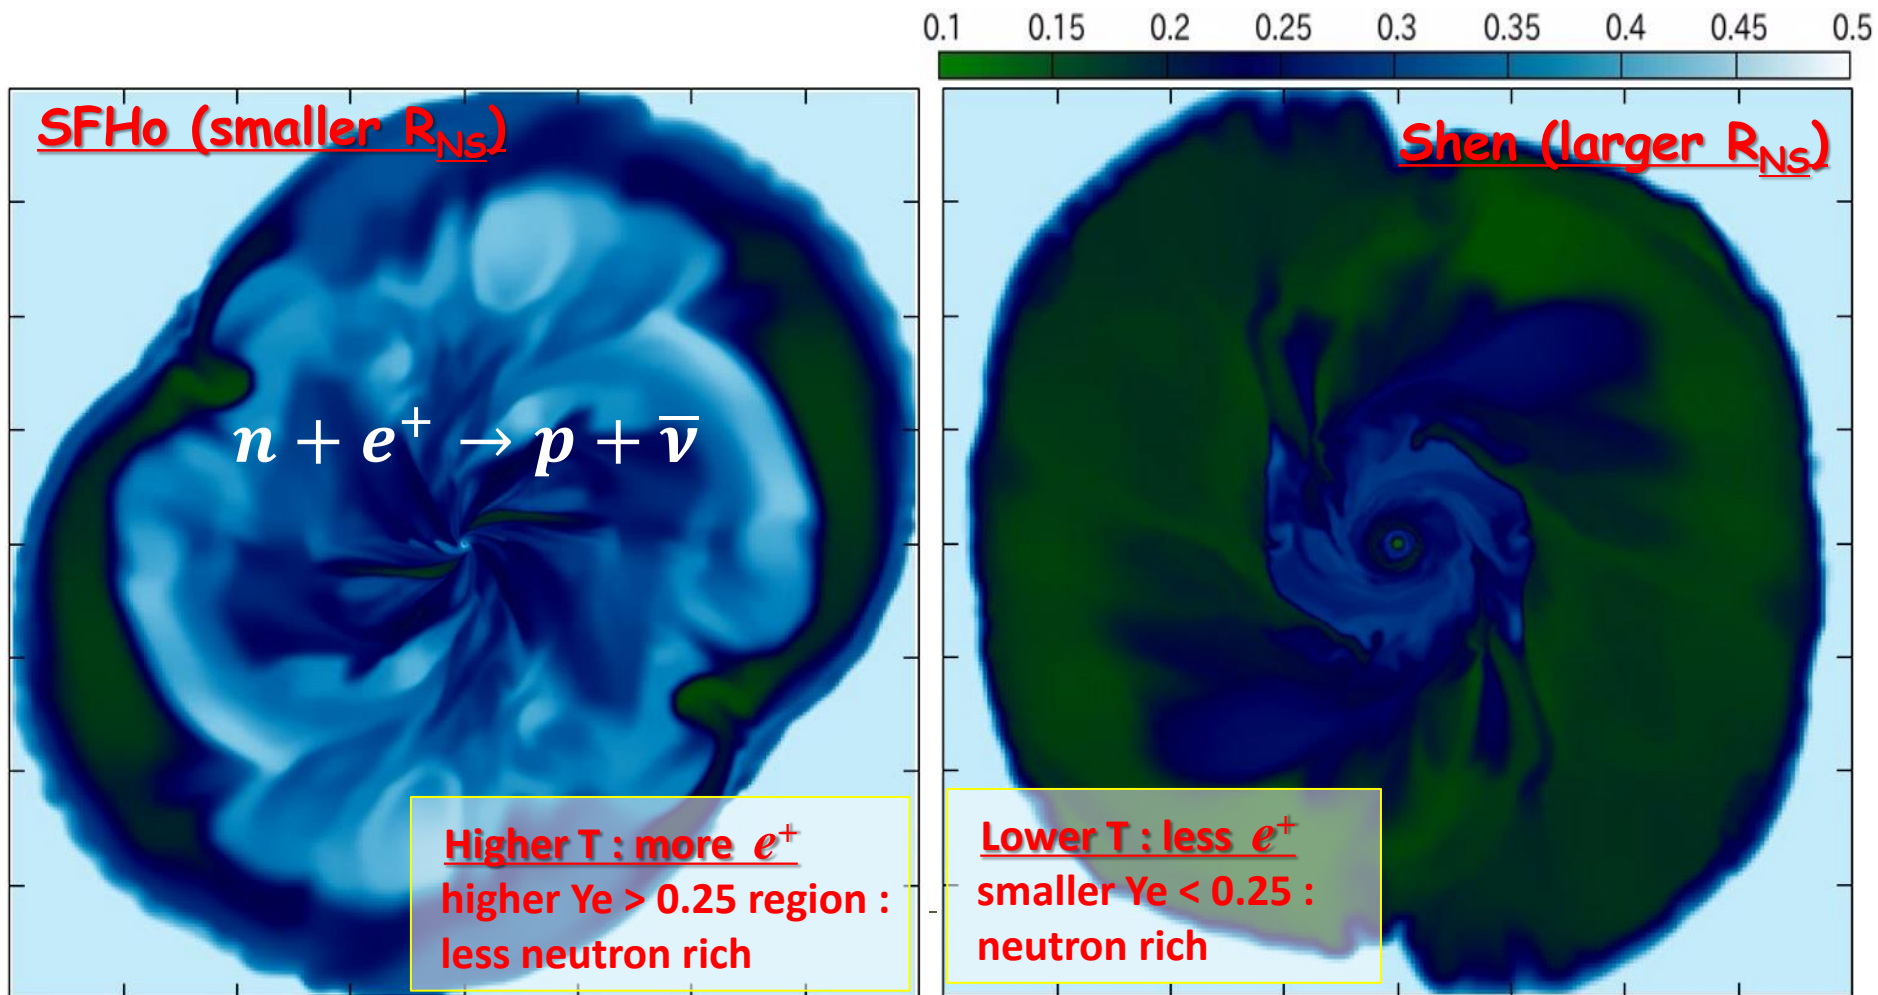 0.1 0.15 0.2 0.25 0.3 0.35 0.4 0.45 0.5
SFHo (smaller R_NS)
Shen (larger R_NS)
n + e⁺ → p + ν̅
Higher T : more e⁺
higher Ye > 0.25 region :
less neutron rich
Lower T : less e⁺
smaller Ye < 0.25 :
neutron rich